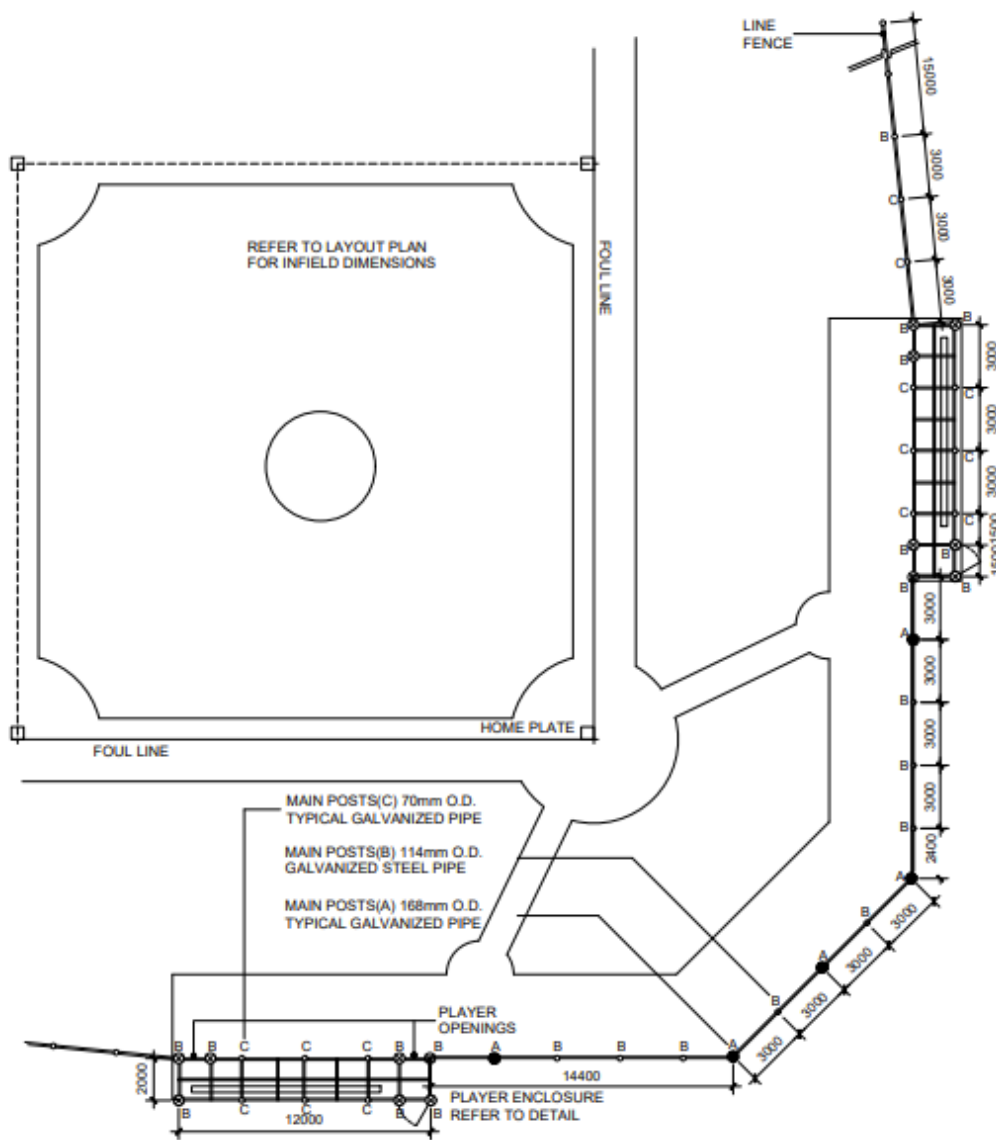 LINE
FENCE
15000
B
3000
C
3000
C
3000
REFER TO LAYOUT PLAN
FOR INFIELD DIMENSIONS
FOUL LINE
B
B
3000
B
C
C
3000
C
C
3000
C
C
1500
B
B
1500
B
B
3000
A
3000
B
3000
B
3000
B
2400
A
HOME PLATE
FOUL LINE
MAIN POSTS(C) 70mm O.D.
TYPICAL GALVANIZED PIPE
MAIN POSTS(B) 114mm O.D.
GALVANIZED STEEL PIPE
MAIN POSTS(A) 168mm O.D.
TYPICAL GALVANIZED PIPE
B
3000
A
3000
B
3000
A
3000
PLAYER
OPENINGS
B
B
C
C
C
B
B
A
B
B
B
2000
14400
B
C
C
C
B
B
PLAYER ENCLOSURE
REFER TO DETAIL
12000